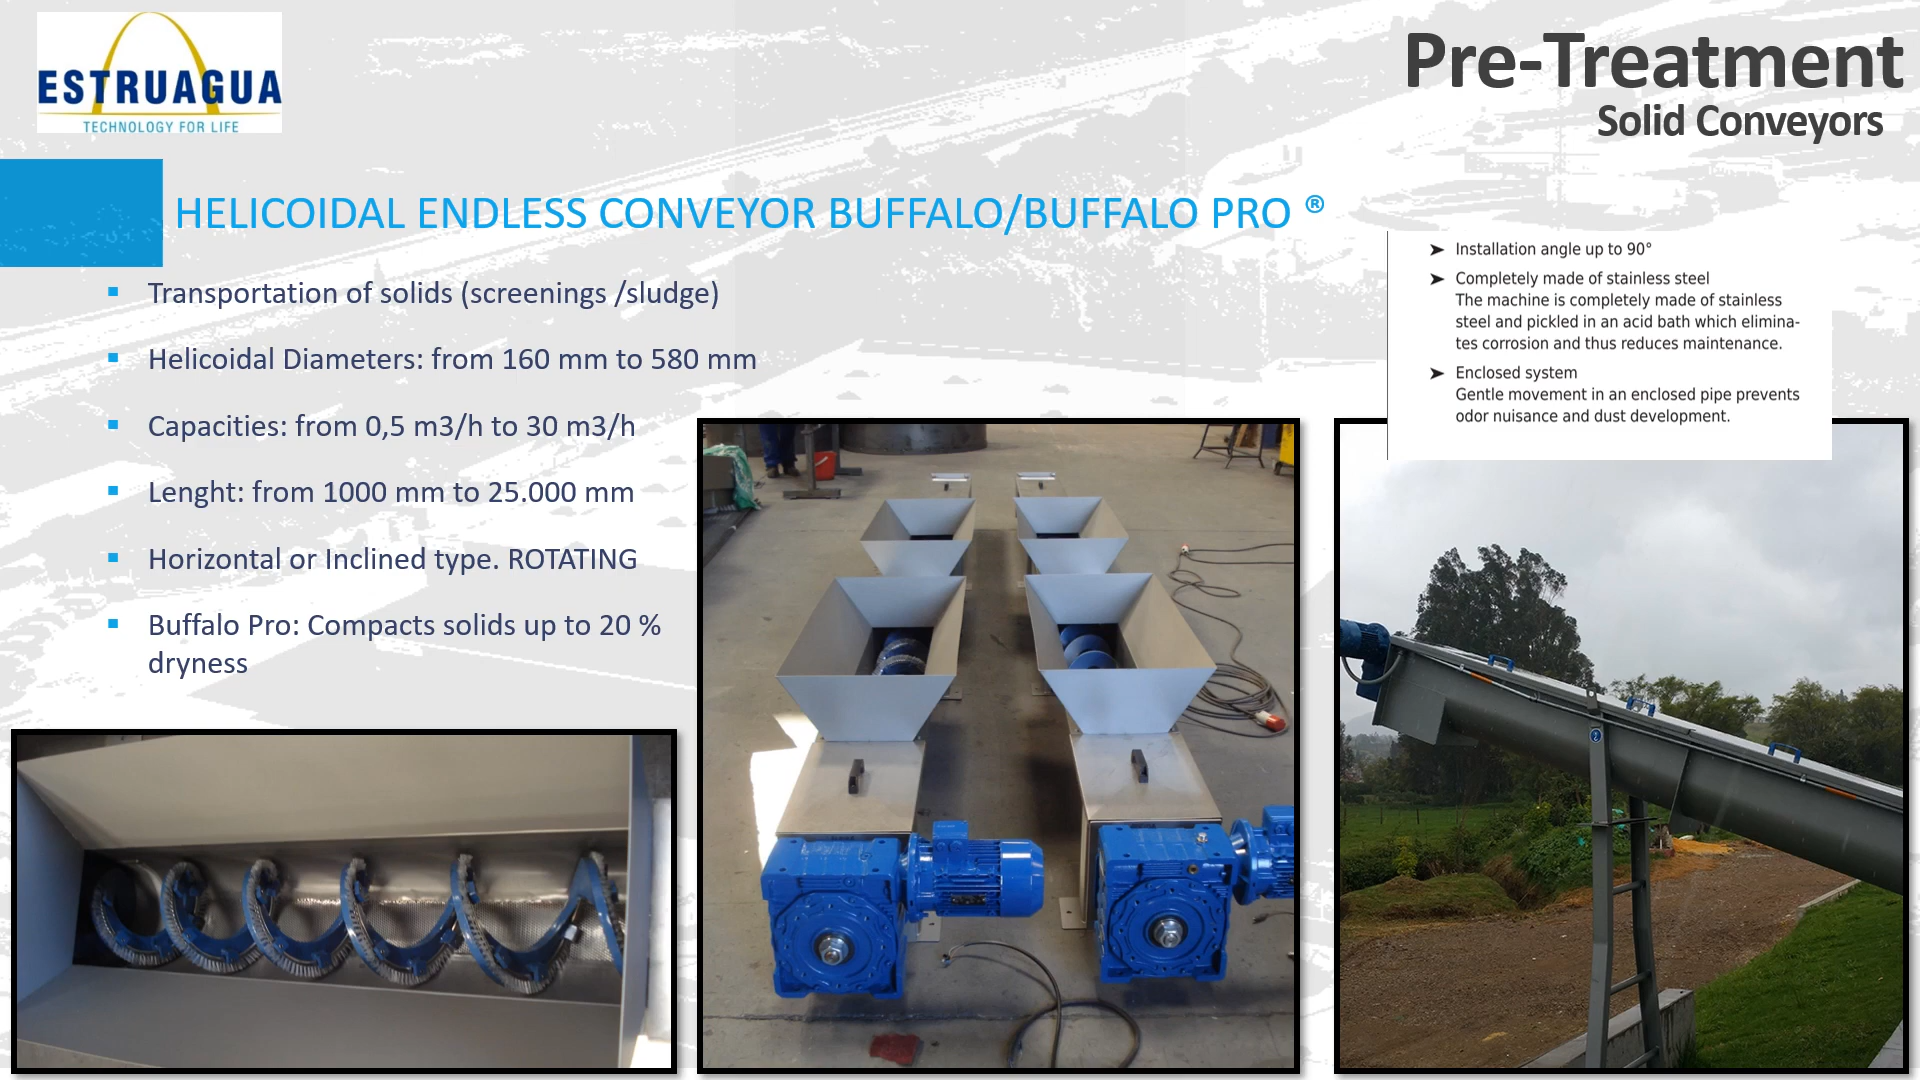 ESTRUAGUA
TECHNOLOGY FOR LIFE
Pre-Treatment
Solid Conveyors
HELICOIDAL ENDLESS CONVEYOR BUFFALO/BUFFALO PRO ®
▪ Transportation of solids (screenings /sludge)
▪ Helicoidal Diameters: from 160 mm to 580 mm
▪ Capacities: from 0,5 m3/h to 30 m3/h
▪ Lenght: from 1000 mm to 25.000 mm
▪ Horizontal or Inclined type. ROTATING
▪ Buffalo Pro: Compacts solids up to 20 %
dryness
➤ Installation angle up to 90°
➤ Completely made of stainless steel
The machine is completely made of stainless
steel and pickled in an acid bath which elimina-
tes corrosion and thus reduces maintenance.
➤ Enclosed system
Gentle movement in an enclosed pipe prevents
odor nuisance and dust development.